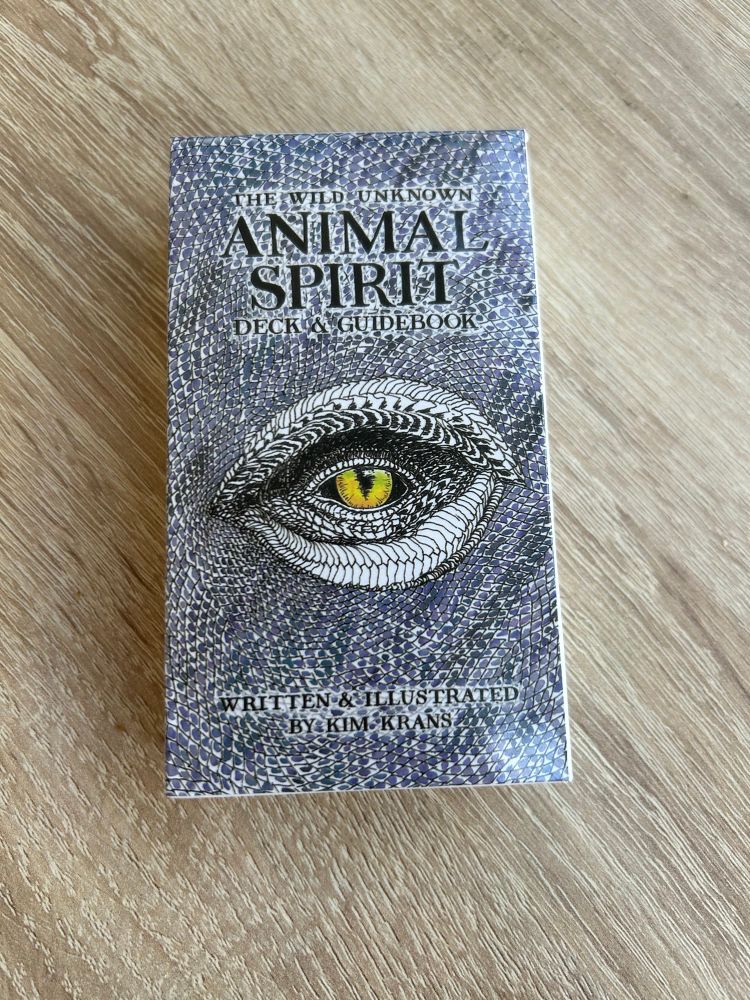 THE WILD UNKNOWN
ANIMAL
SPIRIT
DECK & GUIDEBOOK
WRITTEN & ILLUSTRATED
BY KIM KRANS